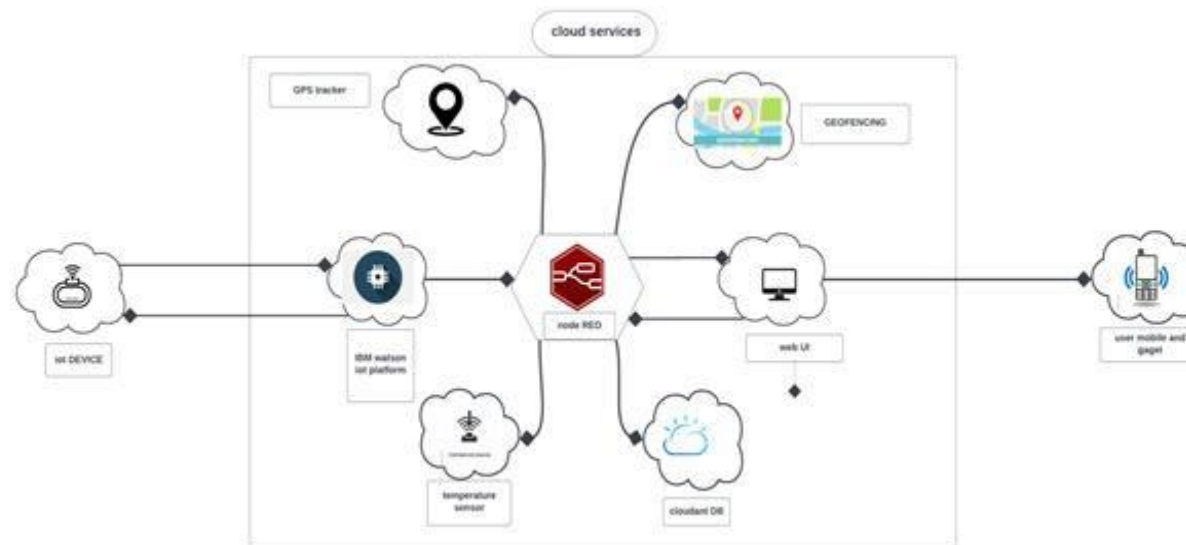 cloud services
GPS tracker
GEOFENCING
iot DEVICE
IBM watson
iot platform
node RED
web UI
user mobile and
gaget
temperature
sensor
cloudant DB